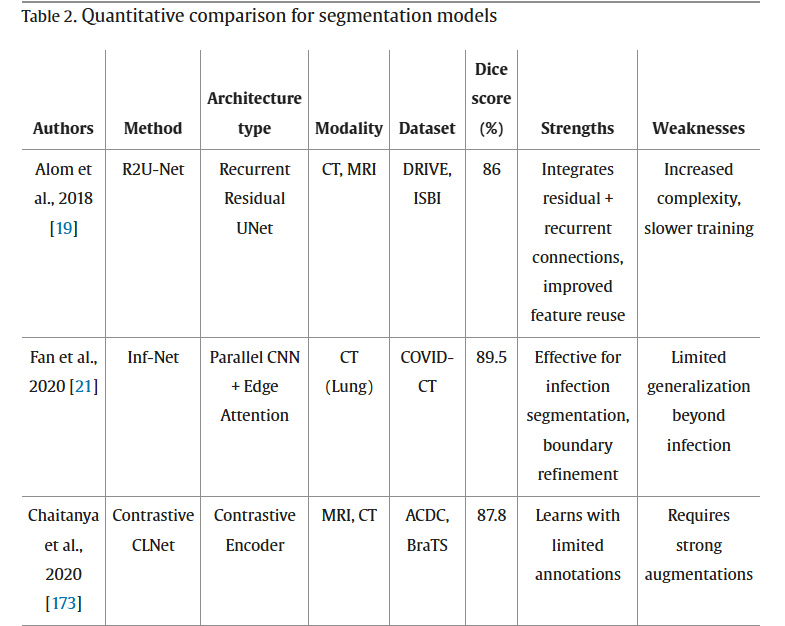 Table 2. Quantitative comparison for segmentation models
Authors Method Architecture type Modality Dataset Dice score (%) Strengths Weaknesses
Alom et al., 2018 [19] R2U-Net Recurrent Residual UNet CT, MRI DRIVE, ISBI 86 Integrates residual + recurrent connections, improved feature reuse Increased complexity, slower training
Fan et al., 2020 [21] Inf-Net Parallel CNN + Edge Attention CT (Lung) COVID-CT 89.5 Effective for infection segmentation, boundary refinement Limited generalization beyond infection
Chaitanya et al., 2020 [173] Contrastive CLNet Contrastive Encoder MRI, CT ACDC, BraTS 87.8 Learns with limited annotations Requires strong augmentations